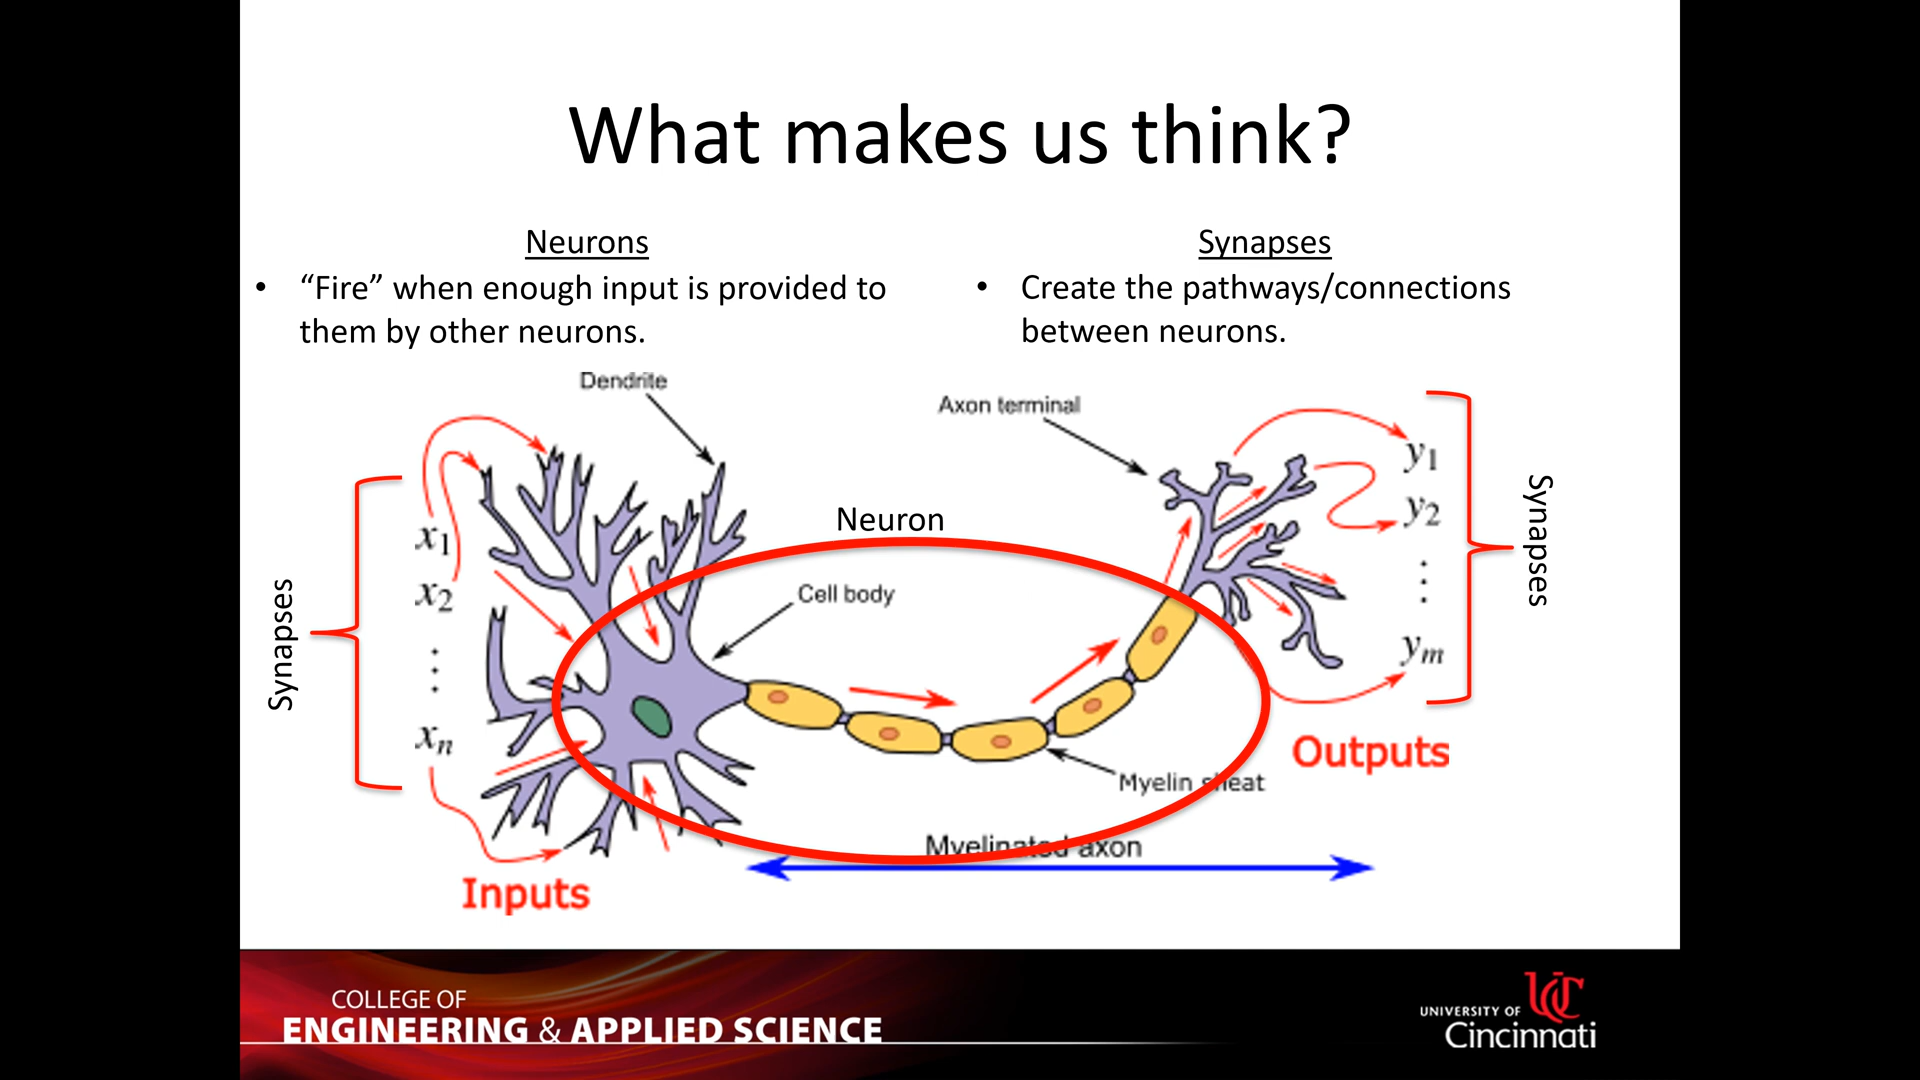 What makes us think?
Neurons
• “Fire” when enough input is provided to
them by other neurons.
Synapses
• Create the pathways/connections
between neurons.
Dendrite
Axon terminal
Neuron
Cell body
Synapses
x1
x2
⋮
xn
Inputs
Myelin sheat
Myelinated axon
y1
y2
⋮
ym
Synapses
Outputs
COLLEGE OF
ENGINEERING & APPLIED SCIENCE
UC
UNIVERSITY OF
Cincinnati